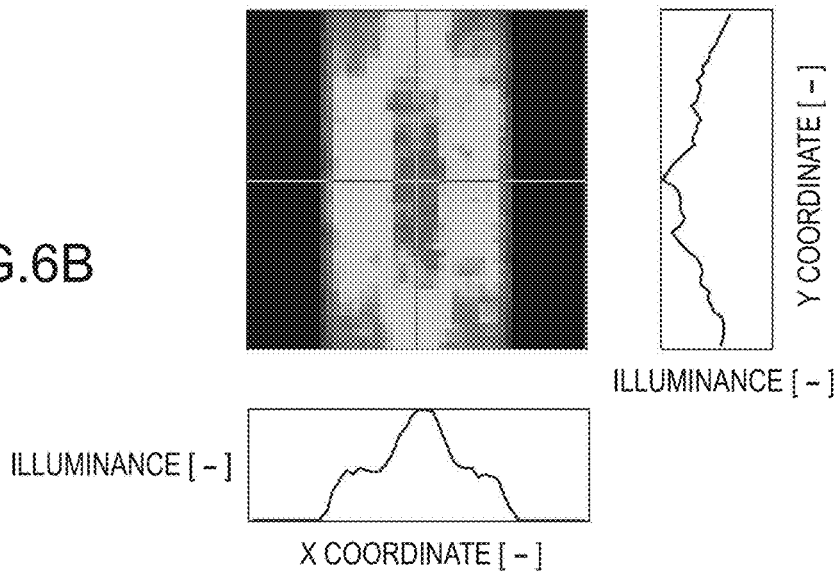 G.6B
Y COORDINATE [ – ]
ILLUMINANCE [ – ]
ILLUMINANCE [ – ]
X COORDINATE [ – ]